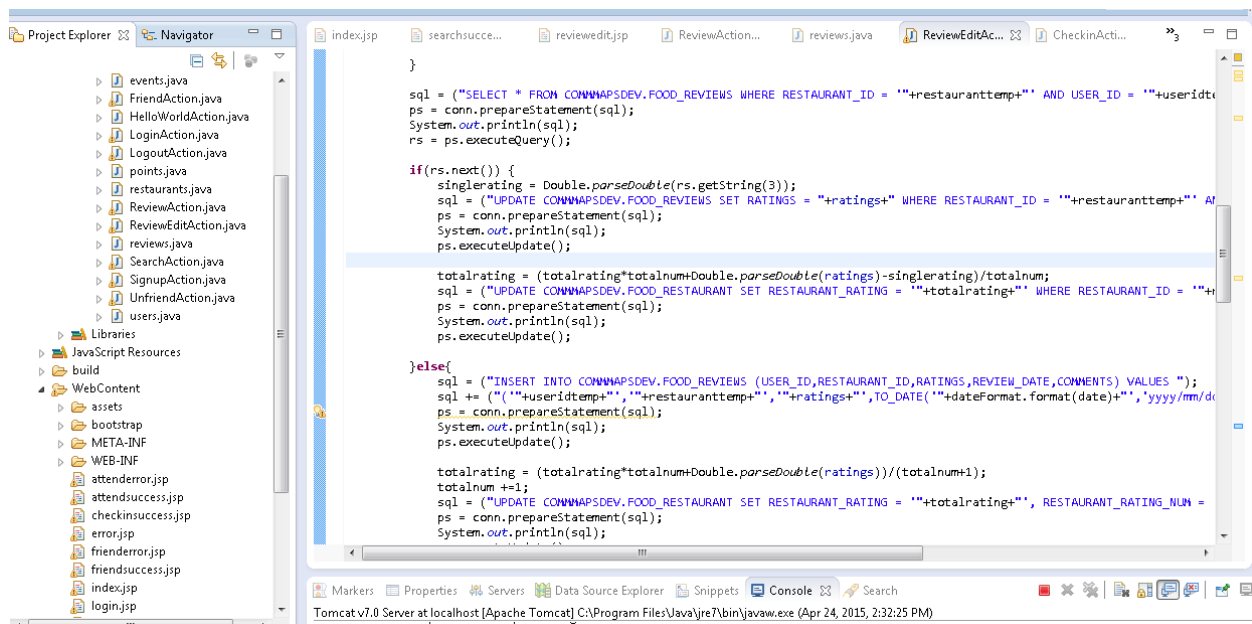 Project Explorer
Navigator
events.java
FriendAction.java
HelloWorldAction.java
LoginAction.java
LogoutAction.java
points.java
restaurants.java
ReviewAction.java
ReviewEditAction.java
reviews.java
SearchAction.java
SignupAction.java
UnfriendAction.java
users.java
Libraries
JavaScript Resources
build
WebContent
assets
bootstrap
META-INF
WEB-INF
attenderror.jsp
attendsuccess.jsp
checkinsuccess.jsp
error.jsp
frienderror.jsp
friendsuccess.jsp
index.jsp
login.jsp
index.jsp searchsucce... reviewedit.jsp ReviewAction... reviews.java ReviewEditAc... CheckinActi... »3
}
sql = ("SELECT * FROM COMMMAPSDEV.FOOD_REVIEWS WHERE RESTAURANT_ID = '"+restauranttemp+"' AND USER_ID = '"+useridte
ps = conn.prepareStatement(sql);
System.out.println(sql);
rs = ps.executeQuery();
if(rs.next()) {
singlerating = Double.parseDouble(rs.getString(3));
sql = ("UPDATE COMMMAPSDEV.FOOD_REVIEWS SET RATINGS = "+ratings+" WHERE RESTAURANT_ID = '"+restauranttemp+"' AN
ps = conn.prepareStatement(sql);
System.out.println(sql);
ps.executeUpdate();
totalrating = (totalrating*totalnum+Double.parseDouble(ratings)-singlerating)/totalnum;
sql = ("UPDATE COMMMAPSDEV.FOOD_RESTAURANT SET RESTAURANT_RATING = '"+totalrating+"' WHERE RESTAURANT_ID = '"+r
ps = conn.prepareStatement(sql);
System.out.println(sql);
ps.executeUpdate();
}else{
sql = ("INSERT INTO COMMMAPSDEV.FOOD_REVIEWS (USER_ID,RESTAURANT_ID,RATINGS,REVIEW_DATE,COMMENTS) VALUES ");
sql += ("('"+useridtemp+"','"+restauranttemp+"','"+ratings+"',TO_DATE('"+dateFormat.format(date)+"','yyyy/mm/dd
ps = conn.prepareStatement(sql);
System.out.println(sql);
ps.executeUpdate();
totalrating = (totalrating*totalnum+Double.parseDouble(ratings))/(totalnum+1);
totalnum +=1;
sql = ("UPDATE COMMMAPSDEV.FOOD_RESTAURANT SET RESTAURANT_RATING = '"+totalrating+"', RESTAURANT_RATING_NUM =
ps = conn.prepareStatement(sql);
System.out.println(sql);
Markers Properties Servers Data Source Explorer Snippets Console Search
Tomcat v7.0 Server at localhost [Apache Tomcat] C:\Program Files\Java\jre7\bin\javaw.exe (Apr 24, 2015, 2:32:25 PM)